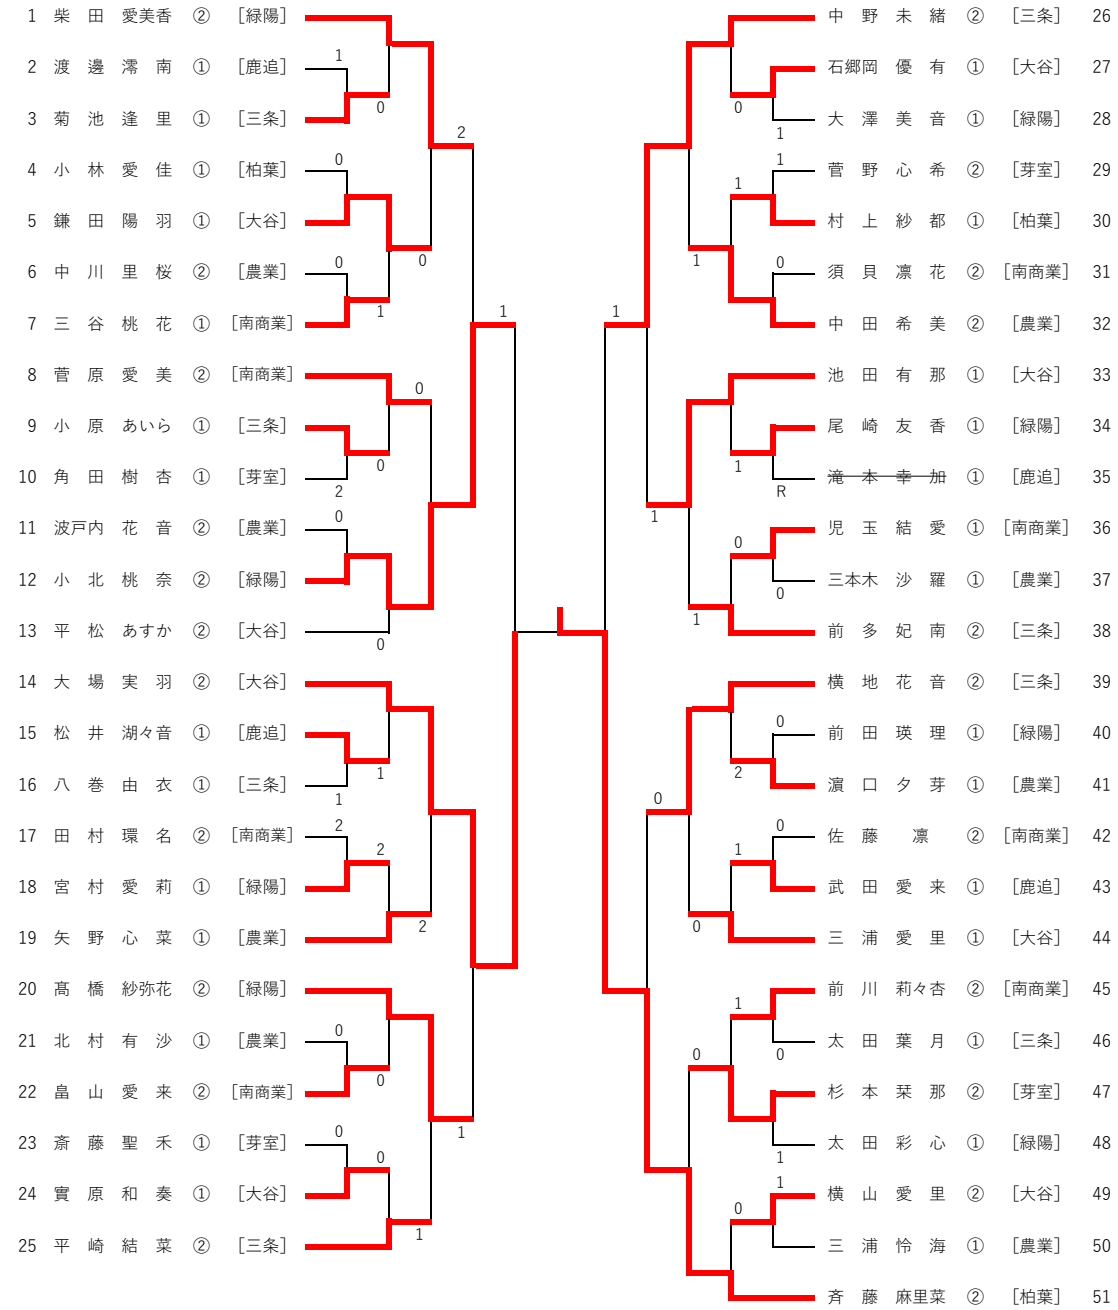 1 柴 田 愛美香 ② ［緑陽］
2 渡 邊 澪 南 ① ［鹿追］
1
3 菊 池 逢 里 ① ［三条］
0
2
4 小 林 愛 佳 ① ［柏葉］
0
5 鎌 田 陽 羽 ① ［大谷］
0
6 中 川 里 桜 ② ［農業］
0
7 三 谷 桃 花 ① ［南商業］
1
1
8 菅 原 愛 美 ② ［南商業］
0
9 小 原 あいら ① ［三条］
0
10 角 田 樹 杏 ① ［芽室］
2
11 波戸内 花 音 ② ［農業］
0
12 小 北 桃 奈 ② ［緑陽］
13 平 松 あすか ② ［大谷］
0
14 大 場 実 羽 ② ［大谷］
15 松 井 湖々音 ① ［鹿追］
1
16 八 巻 由 衣 ① ［三条］
1
17 田 村 環 名 ② ［南商業］
2
2
18 宮 村 愛 莉 ① ［緑陽］
19 矢 野 心 菜 ① ［農業］
2
20 髙 橋 紗弥花 ② ［緑陽］
21 北 村 有 沙 ① ［農業］
0
22 畠 山 愛 来 ② ［南商業］
0
1
23 斎 藤 聖 禾 ① ［芽室］
0
0
24 實 原 和 奏 ① ［大谷］
25 平 崎 結 菜 ② ［三条］
1
中 野 未 緒 ② ［三条］ 26
石郷岡 優 有 ① ［大谷］ 27
0
大 澤 美 音 ① ［緑陽］ 28
1
菅 野 心 希 ② ［芽室］ 29
1
1
村 上 紗 都 ① ［柏葉］ 30
1
須 貝 凛 花 ② ［南商業］ 31
0
中 田 希 美 ② ［農業］ 32
1
池 田 有 那 ① ［大谷］ 33
尾 崎 友 香 ① ［緑陽］ 34
1
滝 本 幸 加 ① ［鹿追］ 35
R
1
児 玉 結 愛 ① ［南商業］ 36
0
三本木 沙 羅 ① ［農業］ 37
0
1
前 多 妃 南 ② ［三条］ 38
横 地 花 音 ② ［三条］ 39
前 田 瑛 理 ① ［緑陽］ 40
0
濵 口 夕 芽 ① ［農業］ 41
2
0
佐 藤 凛 ② ［南商業］ 42
0
1
武 田 愛 来 ① ［鹿追］ 43
三 浦 愛 里 ① ［大谷］ 44
0
前 川 莉々杏 ② ［南商業］ 45
1
太 田 葉 月 ① ［三条］ 46
0
0
杉 本 栞 那 ② ［芽室］ 47
太 田 彩 心 ① ［緑陽］ 48
1
横 山 愛 里 ② ［大谷］ 49
1
0
三 浦 怜 海 ① ［農業］ 50
斉 藤 麻里菜 ② ［柏葉］ 51